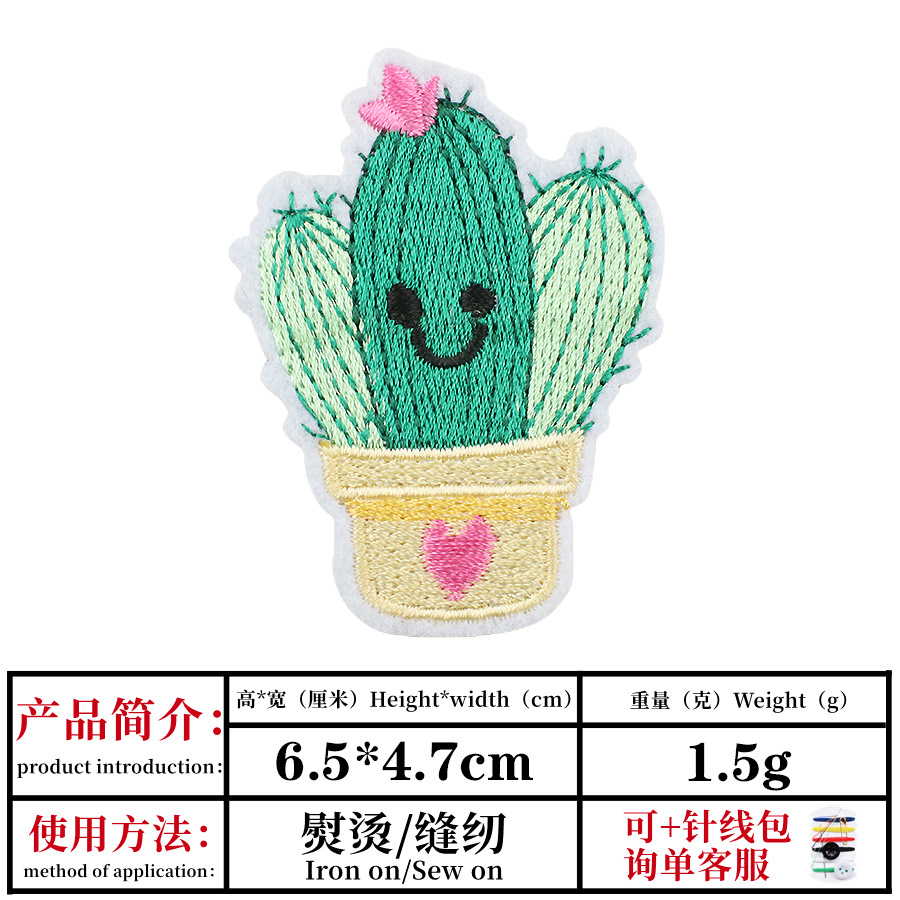 产品简介：
product introduction：
高*宽（厘米）Height*width（cm）
重量（克）Weight（g）
6.5*4.7cm
1.5g
使用方法：
method of application：
熨烫/缝纫
Iron on/Sew on
可+针线包
询单客服